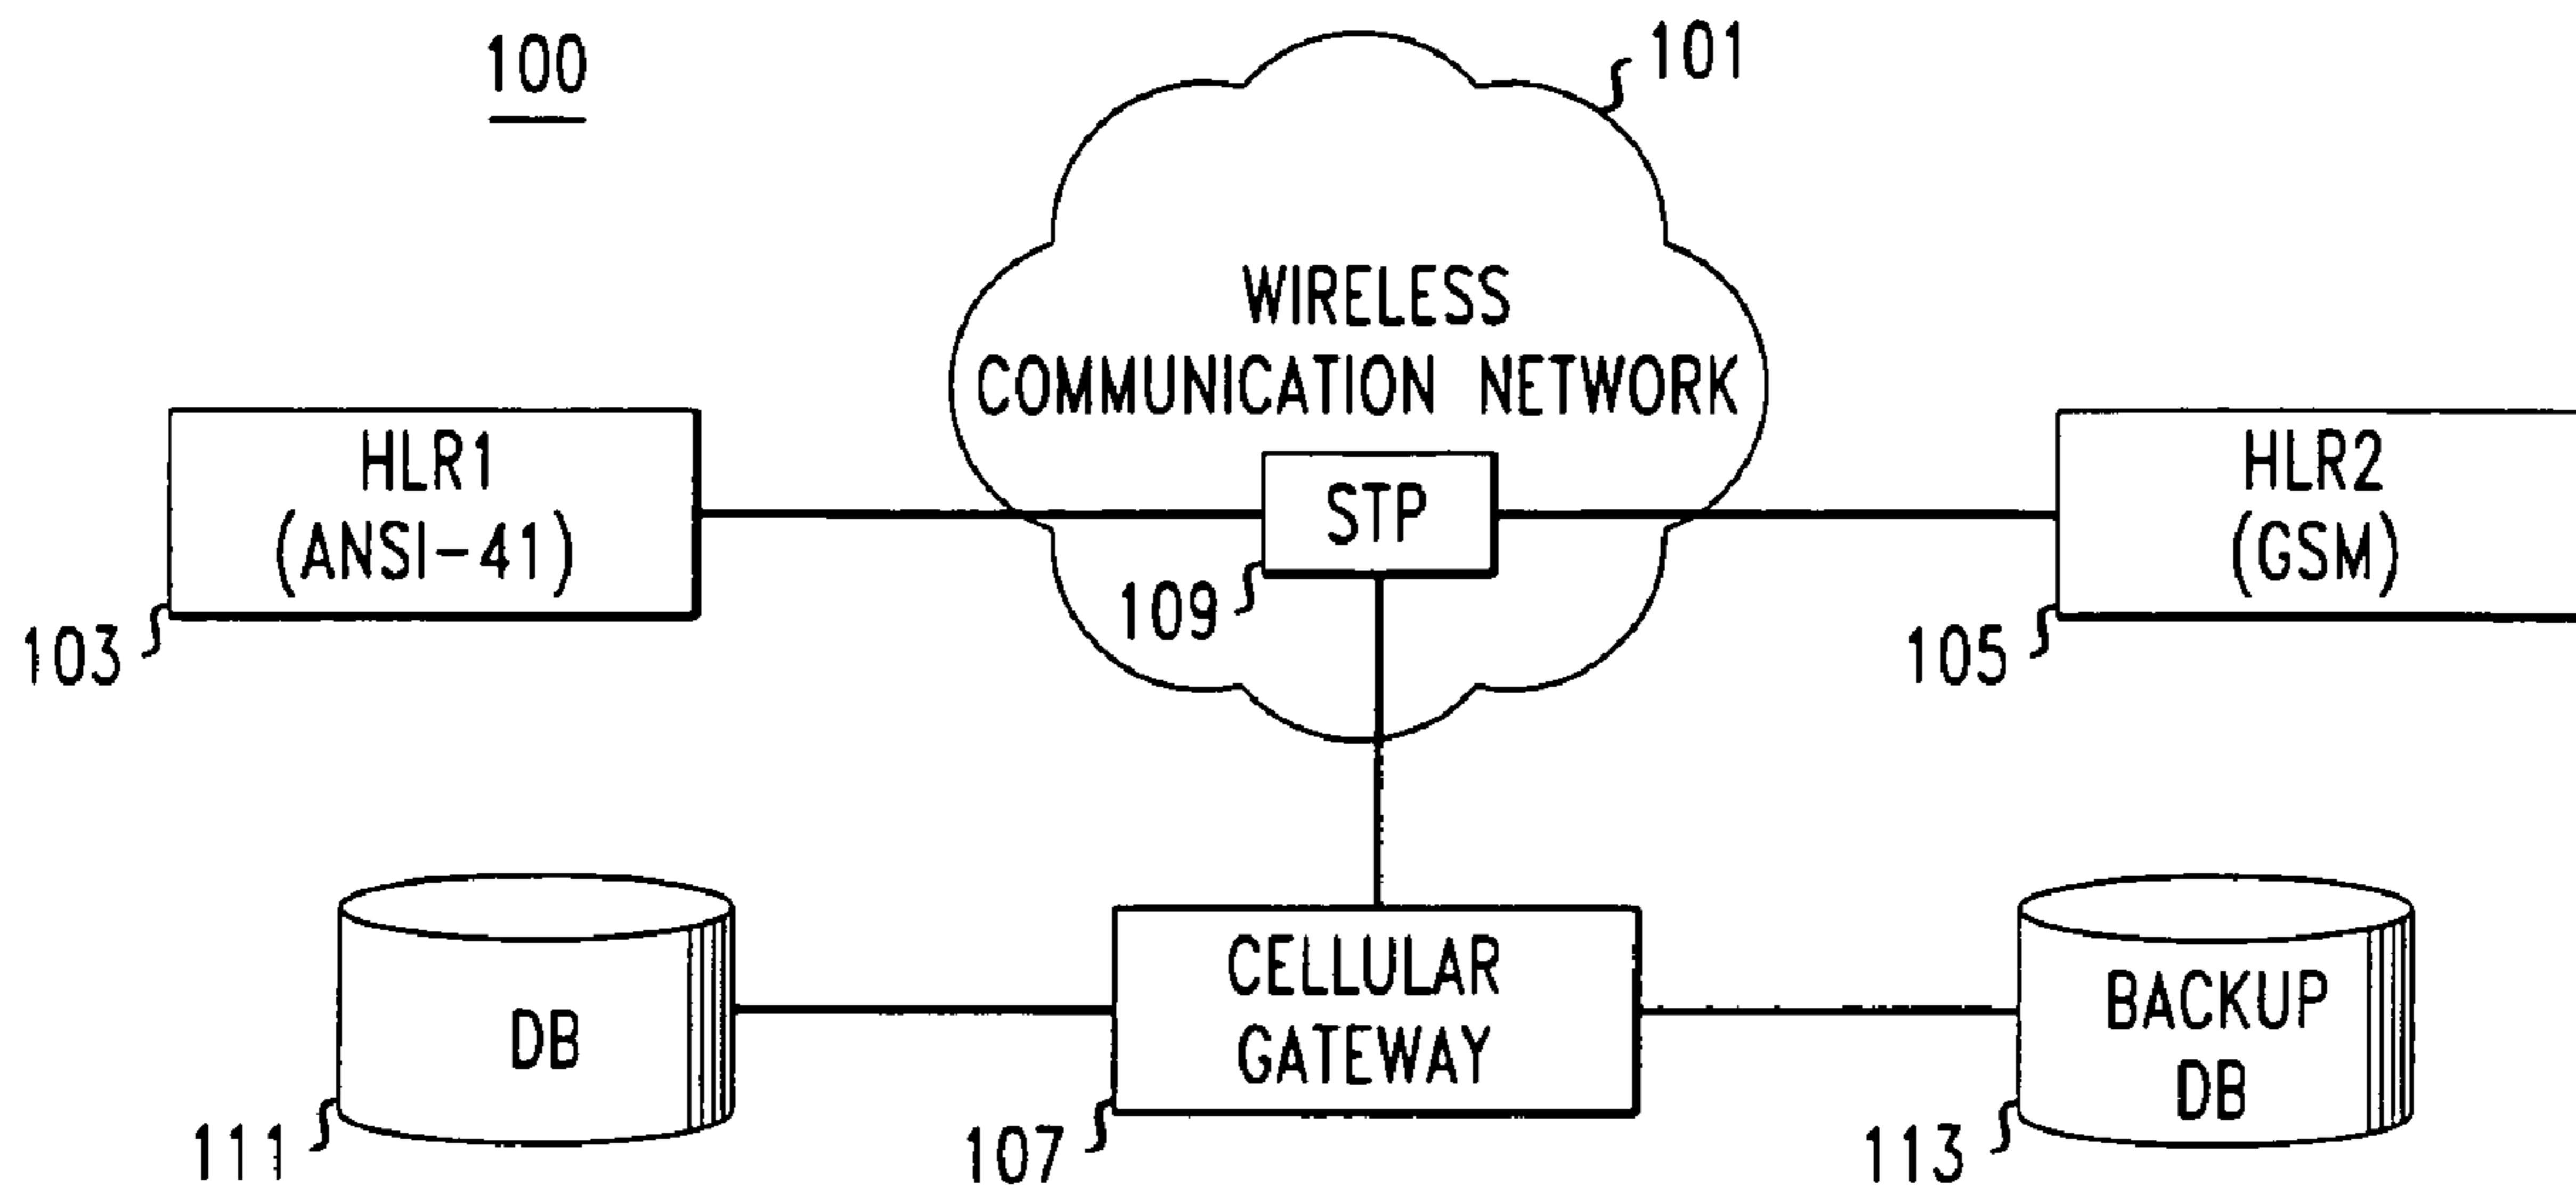 100
101
WIRELESS
COMMUNICATION NETWORK
HLR1
(ANSI-41)
103
STP
109
HLR2
(GSM)
105
DB
111
CELLULAR
GATEWAY
107
BACKUP
DB
113